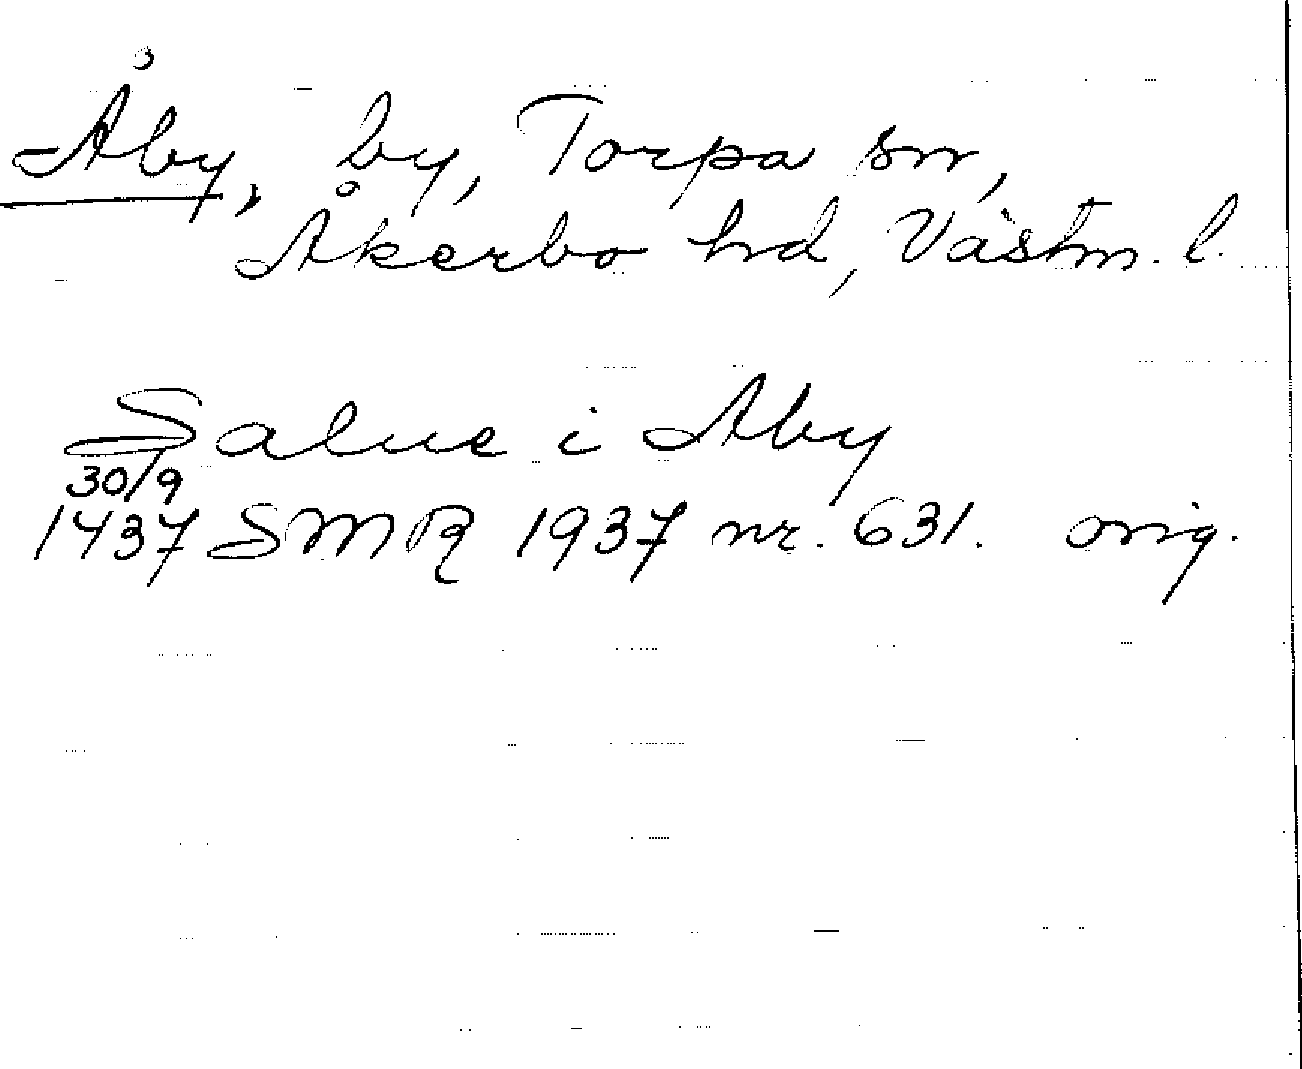 Åby, by, Torpa sn,
Åkerbo hd, Västm. l.
Salue i Aby
30/9
1437 SMR 1937 nr. 631. orig.